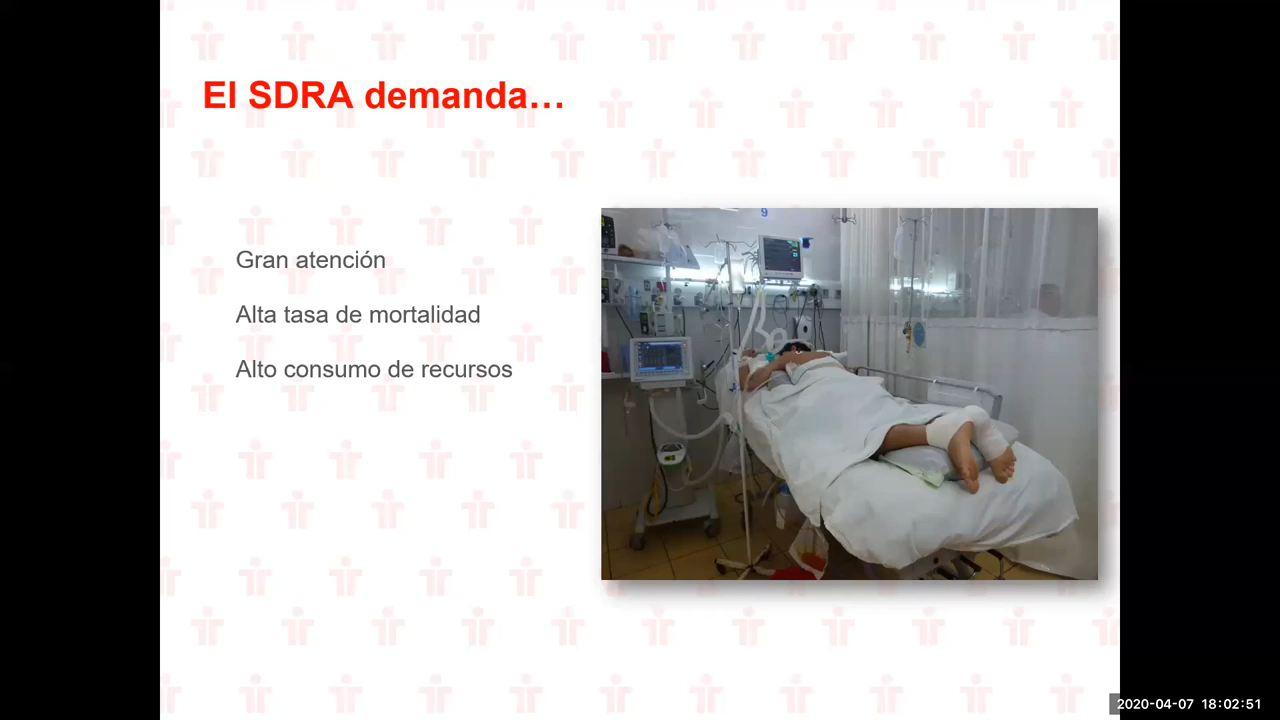 El SDRA demanda…
Gran atención
Alta tasa de mortalidad
Alto consumo de recursos
9
2020-04-07 18:02:51